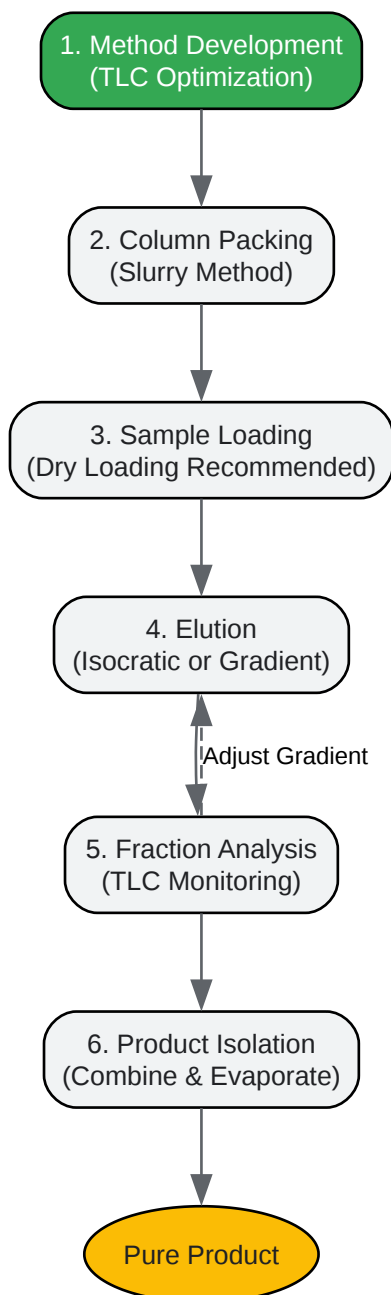 1. Method Development
(TLC Optimization)
2. Column Packing
(Slurry Method)
3. Sample Loading
(Dry Loading Recommended)
4. Elution
(Isocratic or Gradient)
Adjust Gradient
5. Fraction Analysis
(TLC Monitoring)
6. Product Isolation
(Combine & Evaporate)
Pure Product